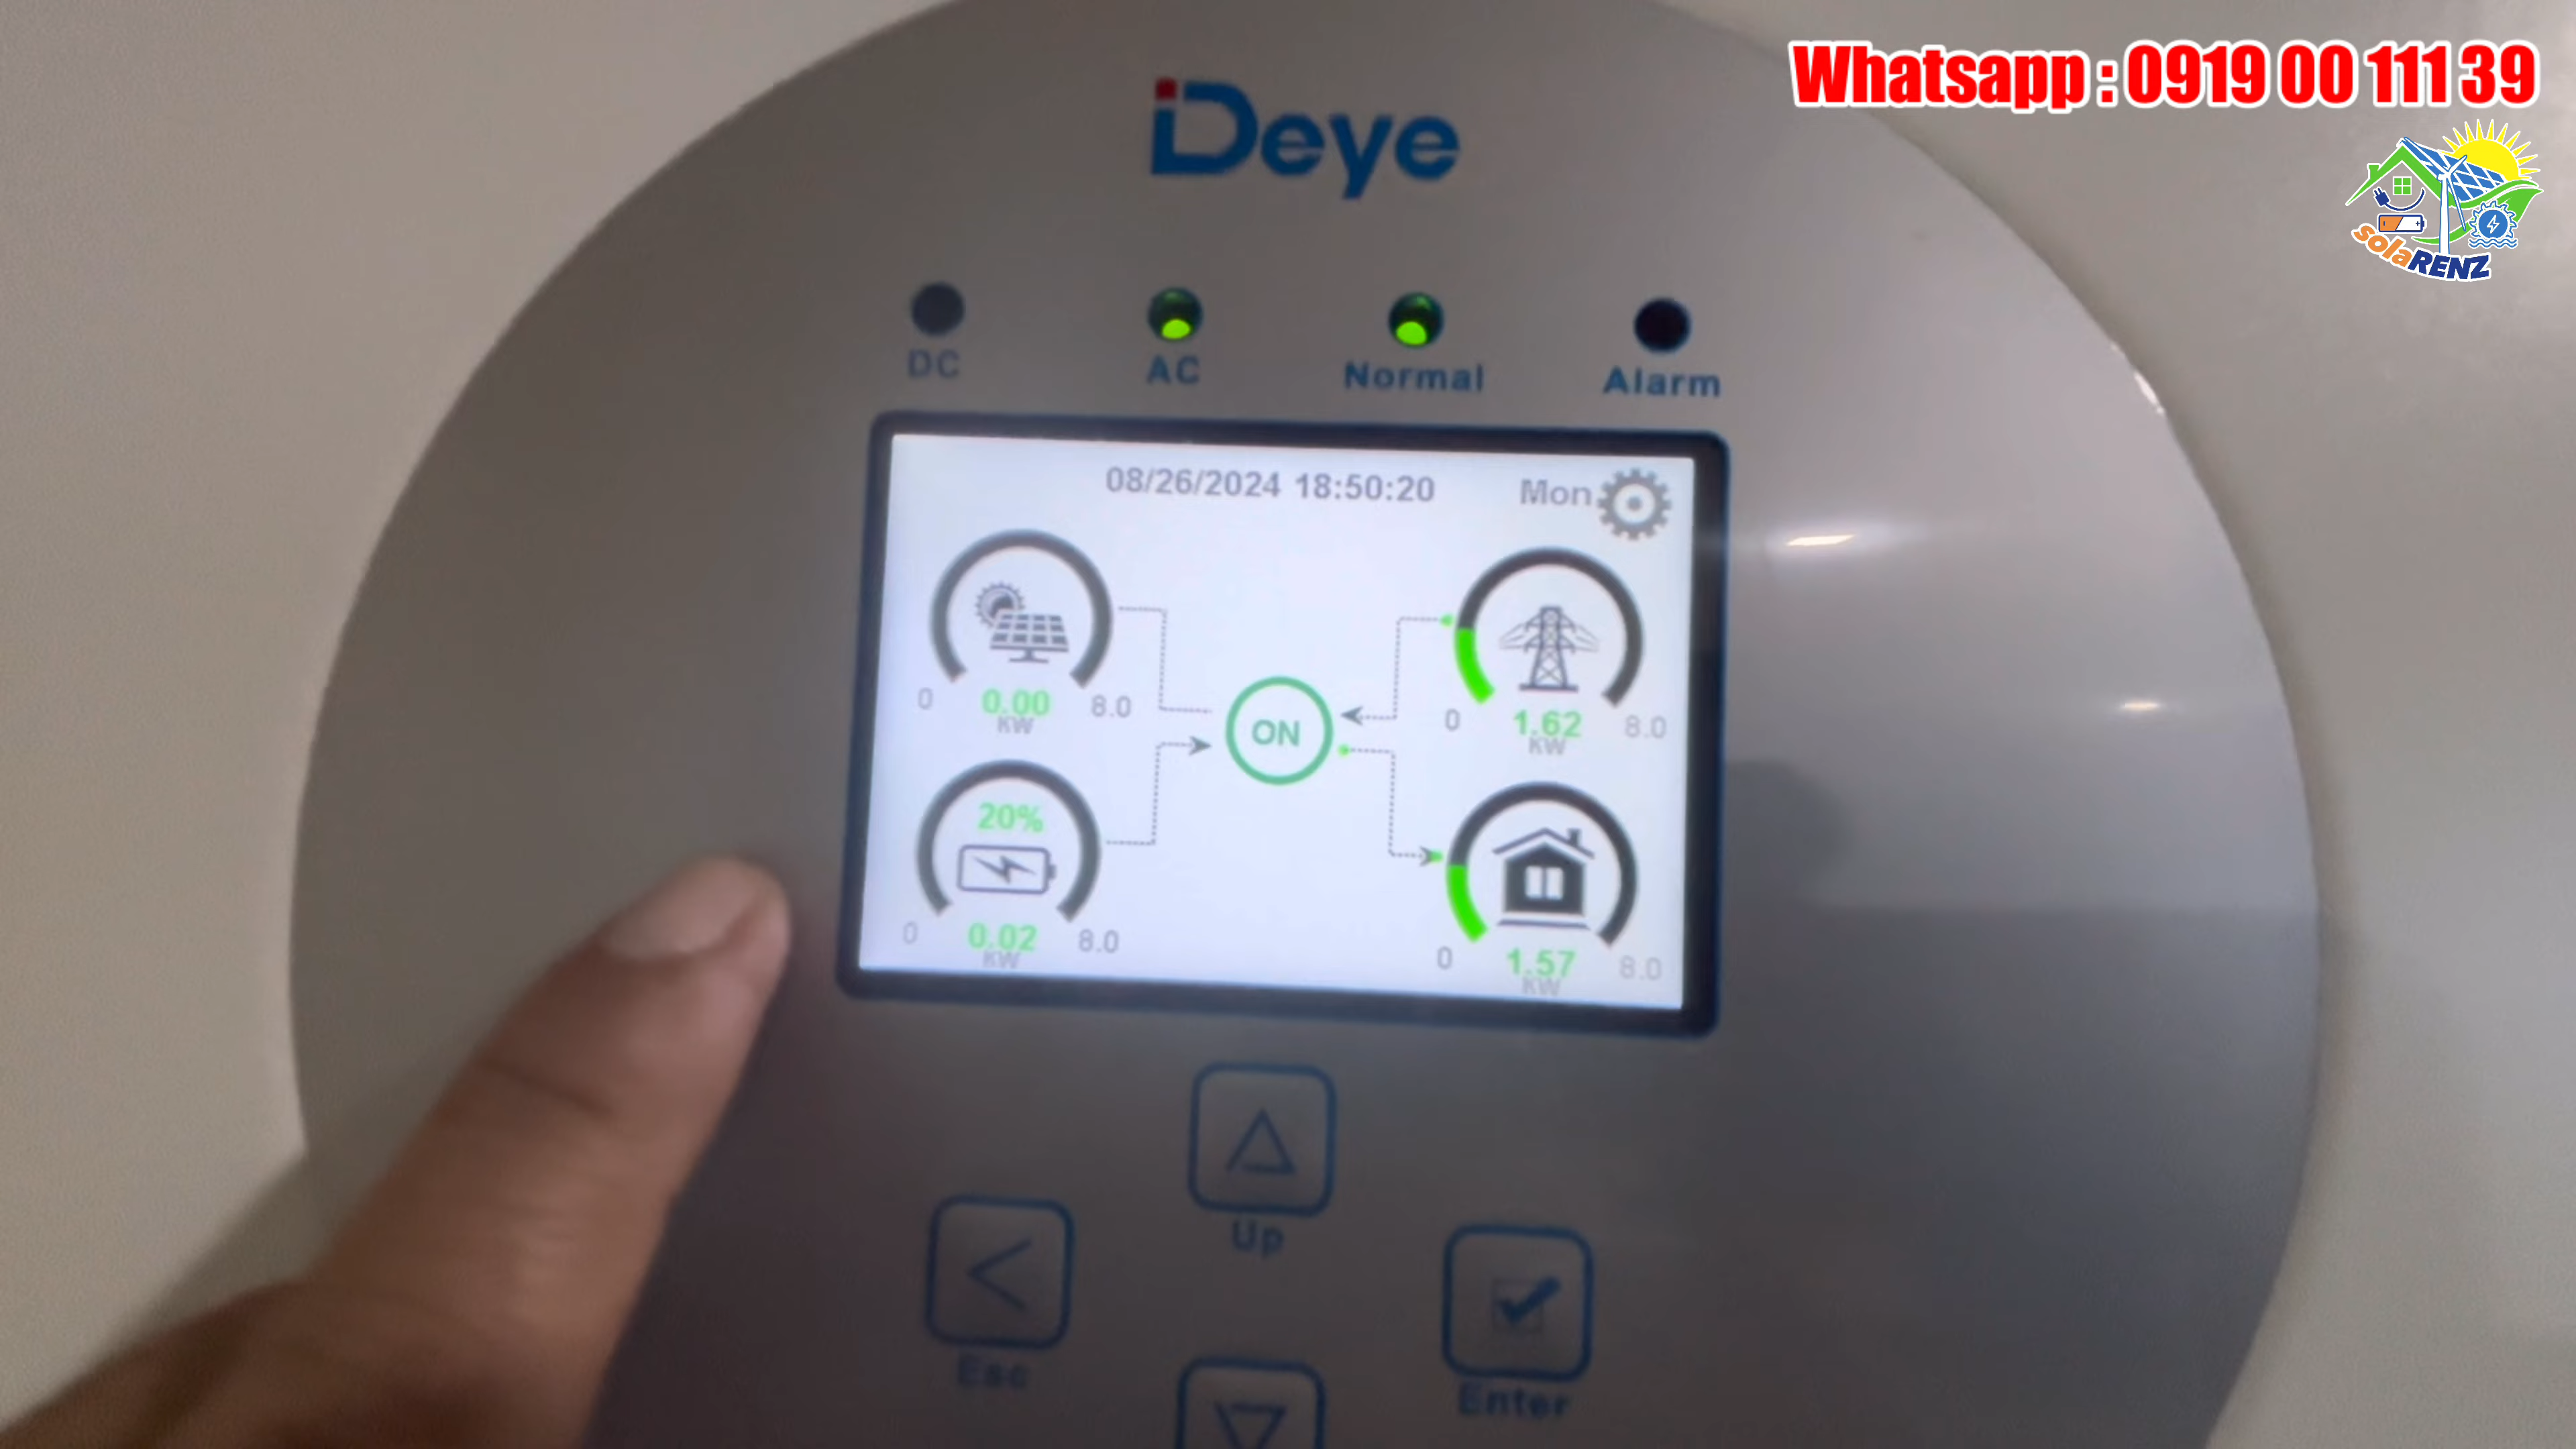 Whatsapp : 0919 00 111 39
solaRENZ
Deye
DC AC Normal Alarm
08/26/2024 18:50:20 Mon
0 0.00 8.0
KW
0 1.62 8.0
KW
ON
20%
0 0.02 8.0
KW
0 1.57 8.0
KW
Up
Esc
Enter